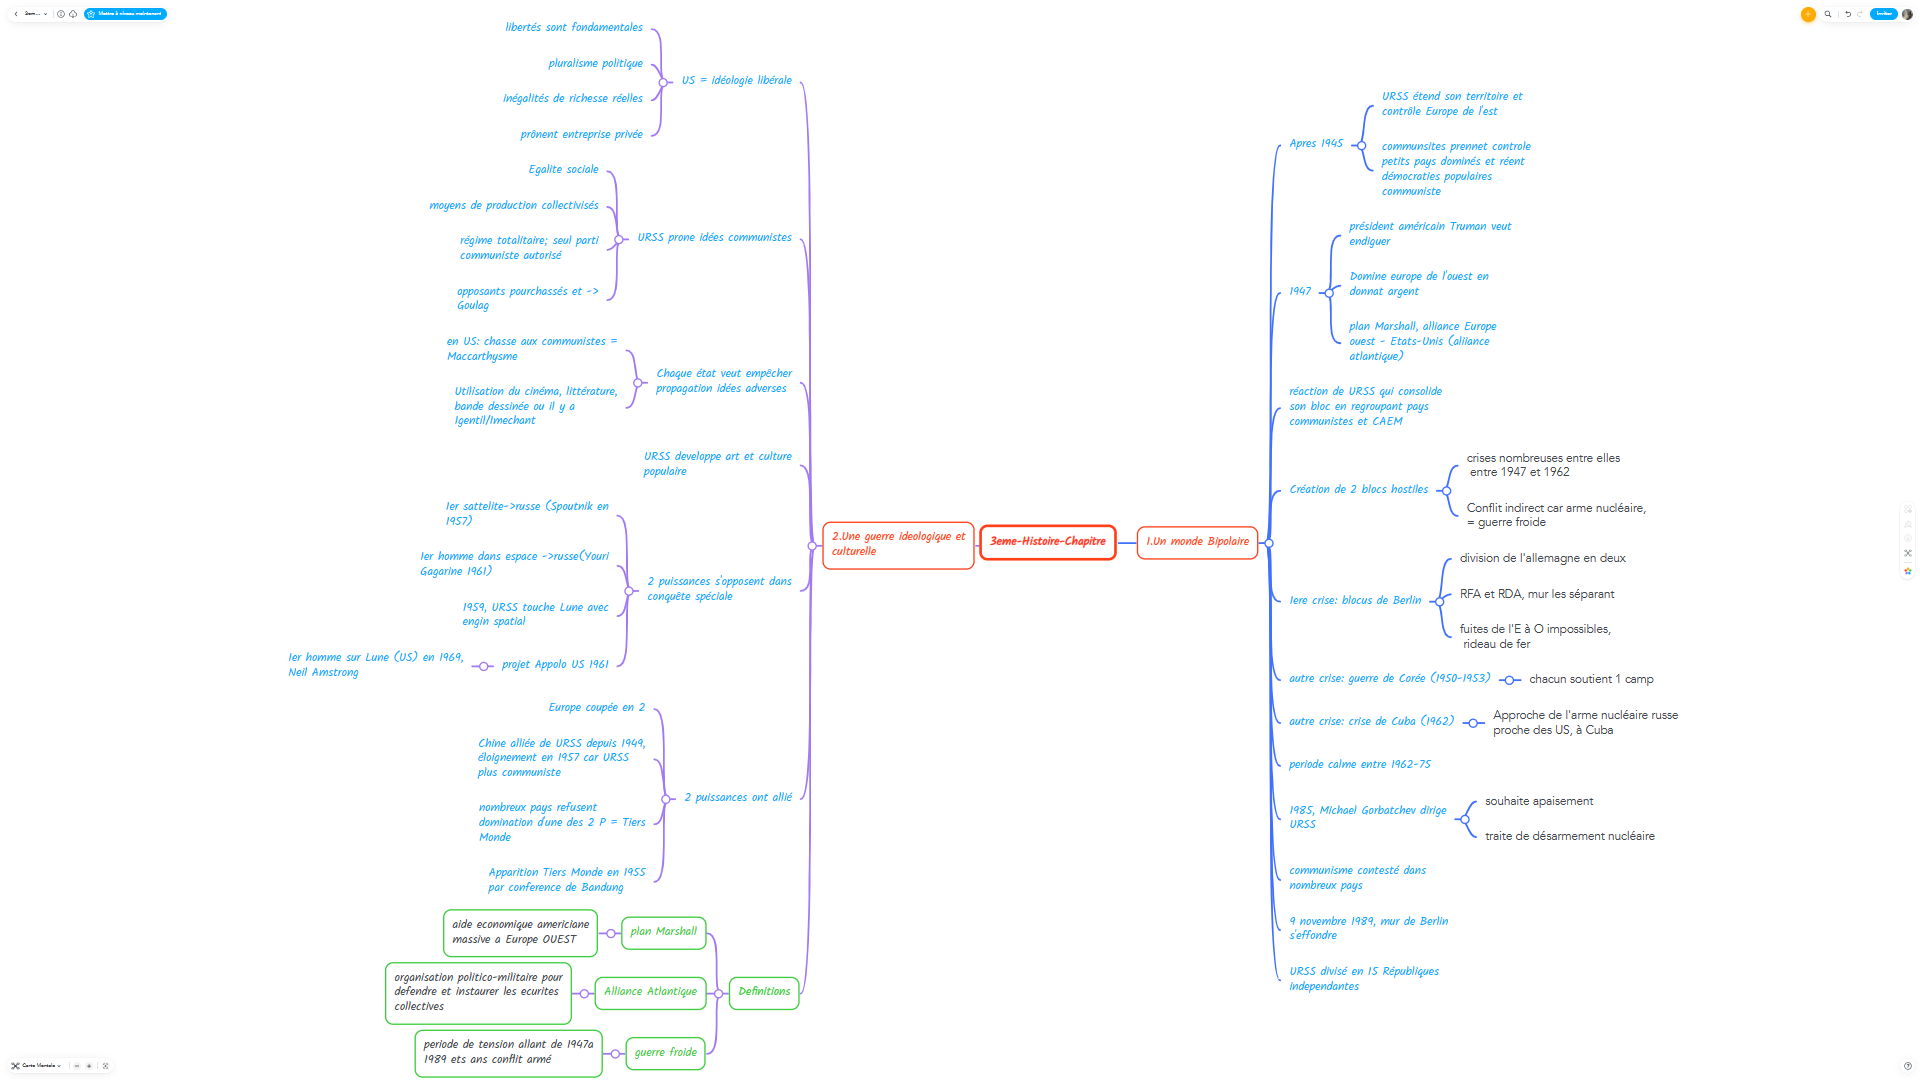 Mettre à niveau maintenant
Inviter
libertés sont fondamentales
pluralisme politique
inégalités de richesse réelles
prônent entreprise privée
US = idéologie libérale
Egalite sociale
moyens de production collectivisés
régime totalitaire; seul parti
communiste autorisé
opposants pourchassés et ->
Goulag
URSS prone idées communistes
en US: chasse aux communistes =
Maccarthysme
Utilisation du cinéma, littérature,
bande dessinée ou il y a
1gentil/1mechant
Chaque état veut empêcher
propagation idées adverses
URSS developpe art et culture
populaire
1er sattelite->russe (Spoutnik en
1957)
1er homme dans espace ->russe(Youri
Gagarine 1961)
1959, URSS touche Lune avec
engin spatial
1er homme sur Lune (US) en 1969,
Neil Amstrong
projet Appolo US 1961
2 puissances s'opposent dans
conquête spéciale
Europe coupée en 2
Chine alliée de URSS depuis 1949,
éloignement en 1957 car URSS
plus communiste
nombreux pays refusent
domination d'une des 2 P = Tiers
Monde
Apparition Tiers Monde en 1955
par conference de Bandung
2 puissances ont allié
aide economique americiane
massive a Europe OUEST
plan Marshall
organisation politico-militaire pour
defendre et instaurer les ecurites
collectives
Alliance Atlantique
periode de tension allant de 1947a
1989 ets ans conflit armé
guerre froide
Definitions
2.Une guerre ideologique et
culturelle
3eme-Histoire-Chapitre
1.Un monde Bipolaire
Apres 1945
URSS étend son territoire et
contrôle Europe de l'est
communsites prennet controle
petits pays dominés et réent
démocraties populaires
communiste
1947
président américain Truman veut
endiguer
Domine europe de l'ouest en
donnat argent
plan Marshall, alliance Europe
ouest - Etats-Unis (aliiance
atlantique)
réaction de URSS qui consolide
son bloc en regroupant pays
communistes et CAEM
Création de 2 blocs hostiles
crises nombreuses entre elles
entre 1947 et 1962
Conflit indirect car arme nucléaire,
= guerre froide
1ere crise: blocus de Berlin
division de l'allemagne en deux
RFA et RDA, mur les séparant
fuites de l'E à O impossibles,
rideau de fer
autre crise: guerre de Corée (1950-1953)
chacun soutient 1 camp
autre crise: crise de Cuba (1962)
Approche de l'arme nucléaire russe
proche des US, à Cuba
periode calme entre 1962-75
1985, Michael Gorbatchev dirige
URSS
souhaite apaisement
traite de désarmement nucléaire
communisme contesté dans
nombreux pays
9 novembre 1989, mur de Berlin
s'effondre
URSS divisé en 15 Républiques
independantes
Carte Mentale